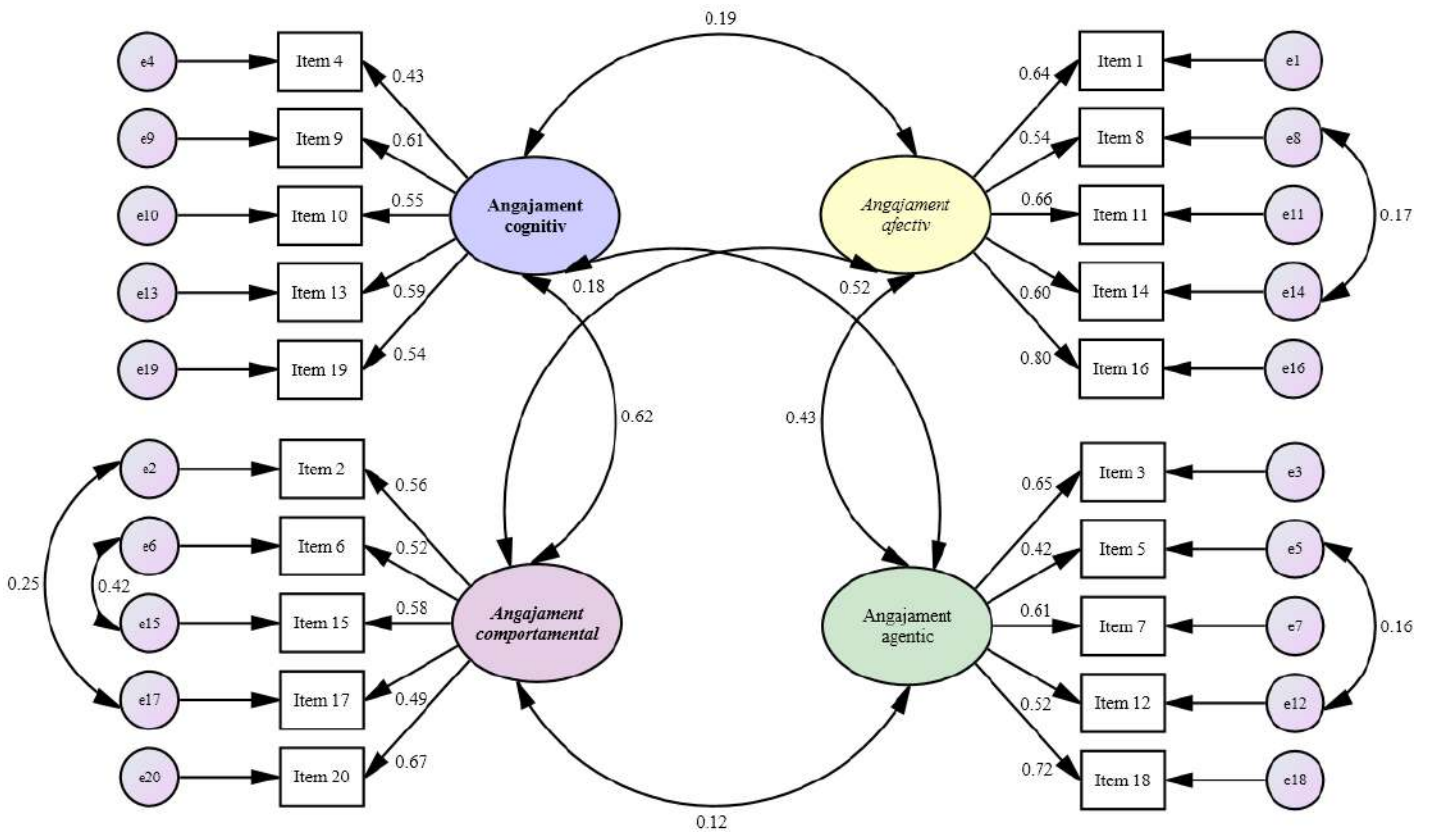 0.19
e4
Item 4
0.43
e9
Item 9
0.61
e10
Item 10
0.55
e13
Item 13
0.59
e19
Item 19
0.54
Angajament
cognitiv
Angajament
afectiv
0.64
Item 1
e1
0.54
Item 8
e8
0.66
Item 11
e11
0.17
0.60
Item 14
e14
0.80
Item 16
e16
0.18
0.52
0.62
0.43
e2
Item 2
0.56
e6
Item 6
0.52
0.25
0.42
e15
Item 15
0.58
e17
Item 17
0.49
e20
Item 20
0.67
Angajament
comportamental
Angajament
agentic
0.65
Item 3
e3
0.42
Item 5
e5
0.61
Item 7
e7
0.16
0.52
Item 12
e12
0.72
Item 18
e18
0.12